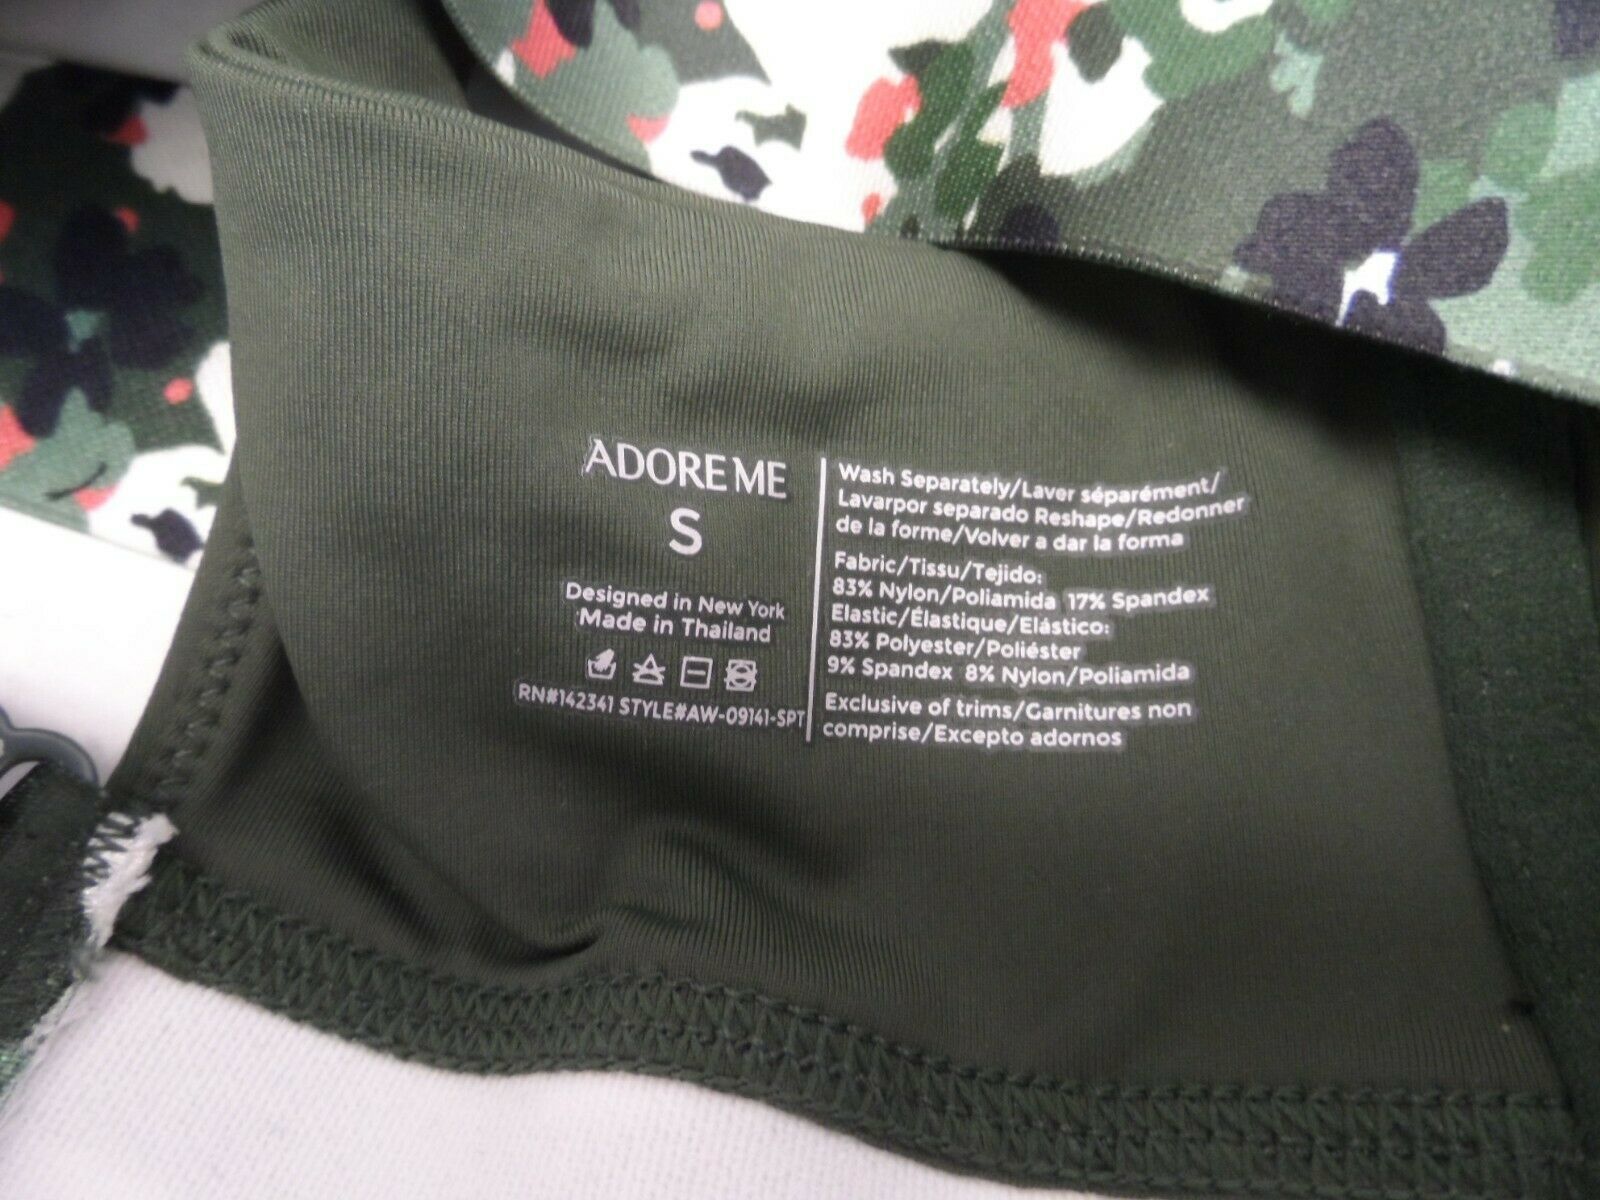 ADORE ME
S
Designed in New York
Made in Thailand
RN#142341 STYLE#AW-09141-SPT
Wash Separately/Laver séparément/
Lavarpor separado Reshape/Redonner
de la forme/Volver a dar la forma
Fabric/Tissu/Tejido:
83% Nylon/Poliamida 17% Spandex
Elastic/Élastique/Elástico:
83% Polyester/Poliéster
9% Spandex 8% Nylon/Poliamida
Exclusive of trims/Garnitures non
comprise/Excepto adornos